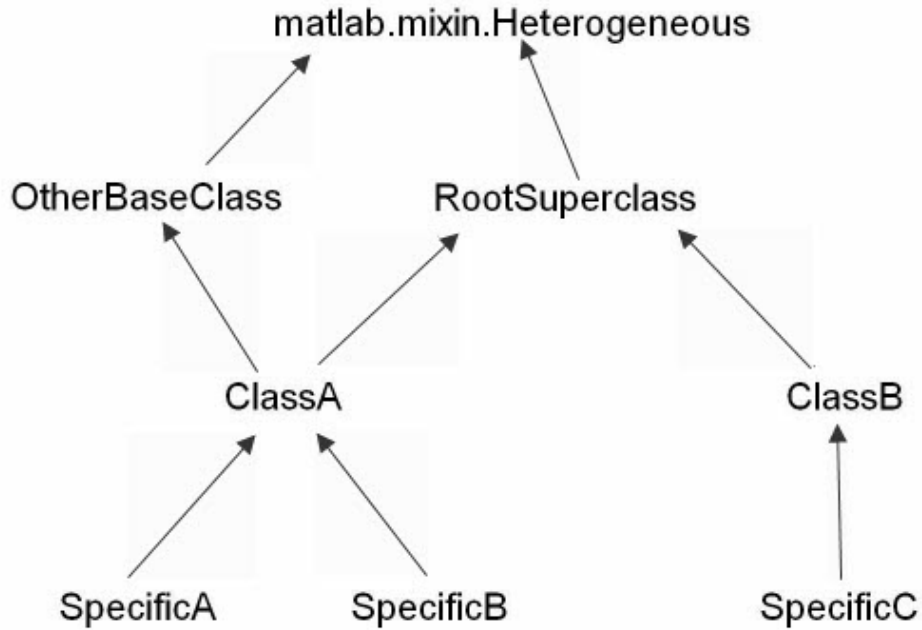 matlab.mixin.Heterogeneous
OtherBaseClass
RootSuperclass
ClassA
ClassB
SpecificA
SpecificB
SpecificC